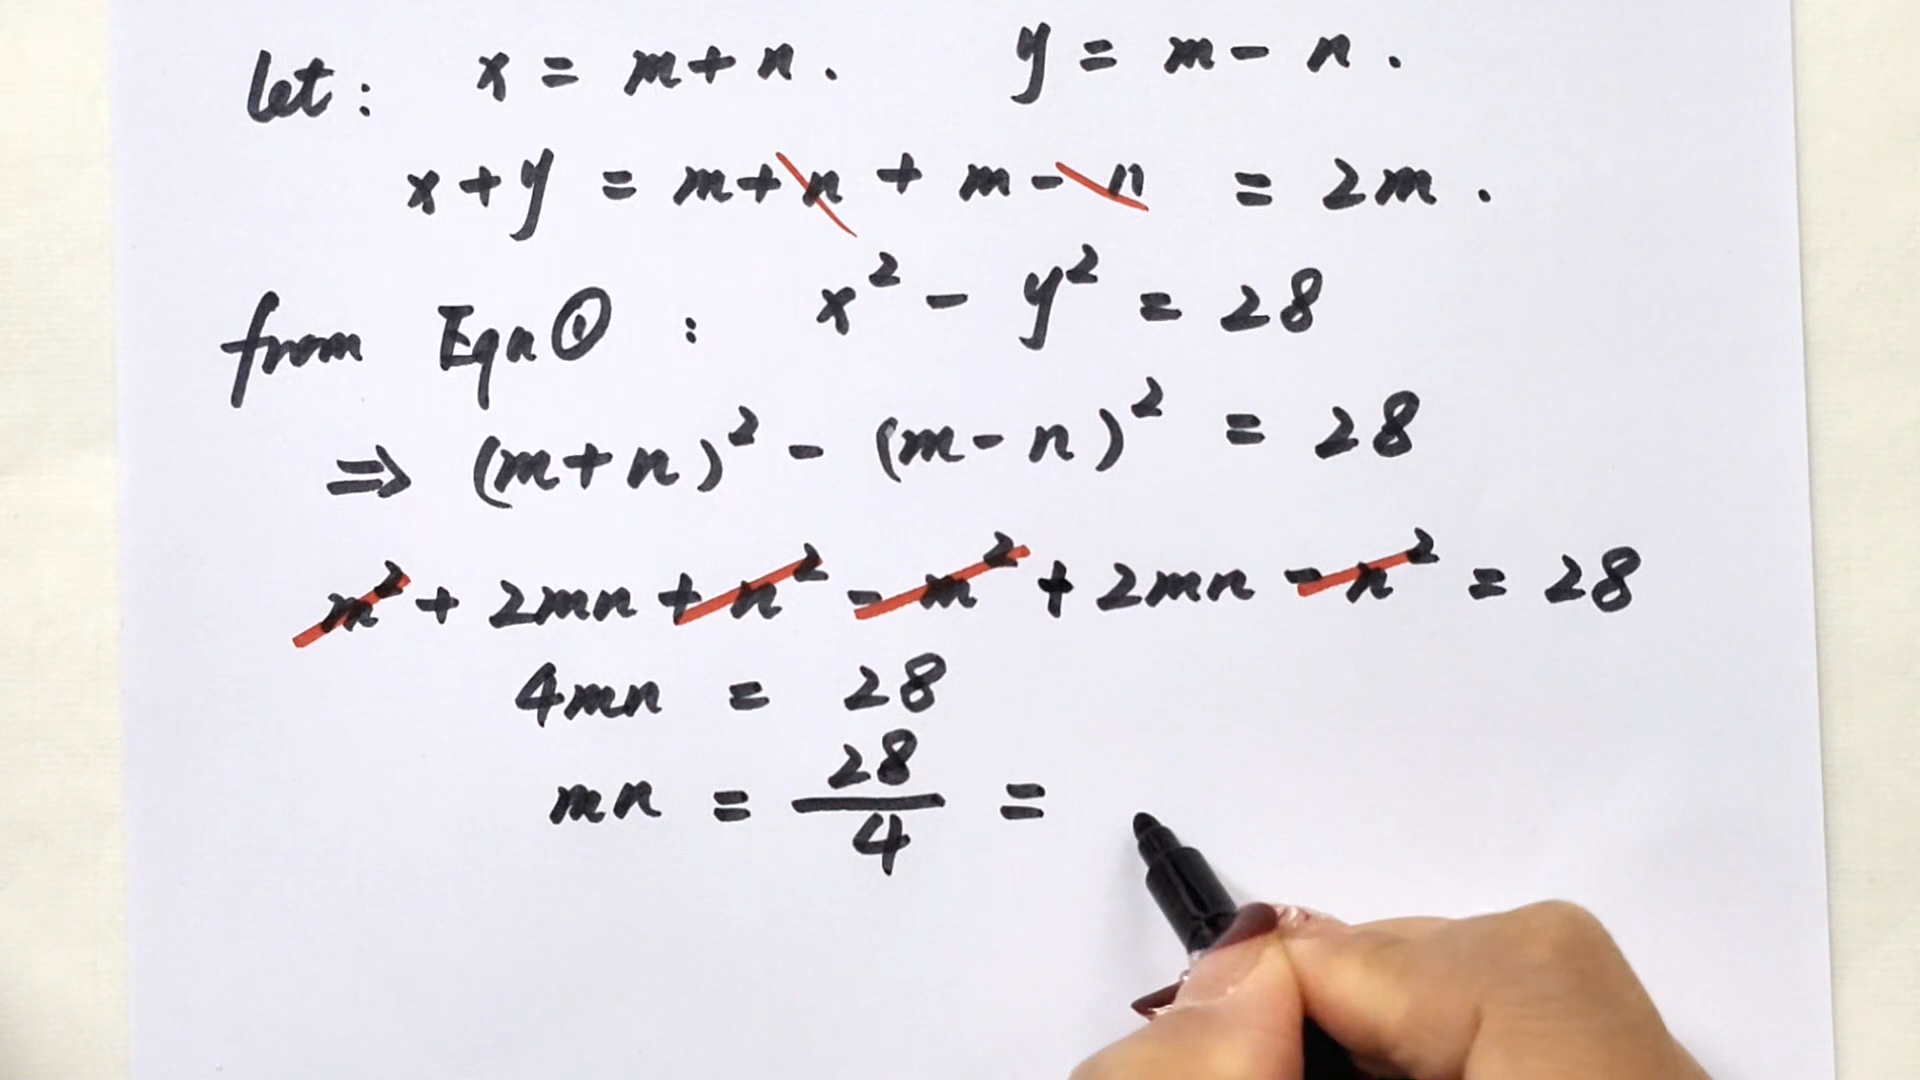 let: x = m+n. y = m-n.
x+y = m+n + m-n = 2m.
from Eqn①: x² - y² = 28
⇒ (m+n)² - (m-n)² = 28
m² + 2mn + n² - m² + 2mn - n² = 28
4mn = 28
mn = 28/4 =